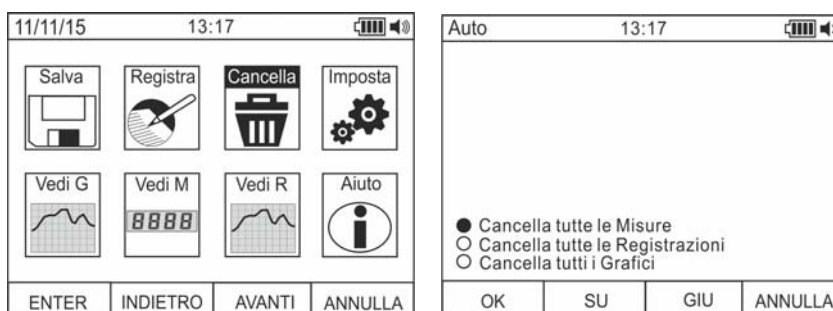 11/11/15 13:17
Salva Registra Cancella Imposta
Vedi G Vedi M Vedi R Aiuto
8888
ENTER INDIETRO AVANTI ANNULLA
Auto 13:17
Cancella tutte le Misure
Cancella tutte le Registrazioni
Cancella tutti i Grafici
OK SU GIU ANNULLA